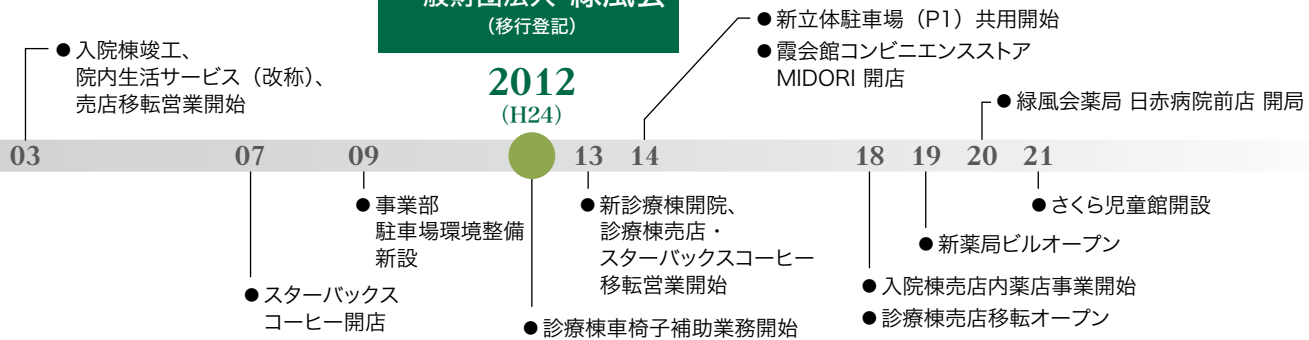 一般財団法人 緑風会
（移行登記）
2012
（H24）
● 入院棟竣工、
院内生活サービス（改称）、
売店移転営業開始
● 新立体駐車場（P1）共用開始
● 霞会館コンビニエンスストア
MIDORI 開店
● 緑風会薬局 日赤病院前店 開局
03 07 09 13 14 18 19 20 21
● スターバックス
コーヒー開店
● 事業部
駐車場環境整備
新設
● 診療棟車椅子補助業務開始
● 新診療棟開院、
診療棟売店・
スターバックスコーヒー
移転営業開始
● 入院棟売店内薬店事業開始
● 診療棟売店移転オープン
● 新薬局ビルオープン
● さくら児童館開設